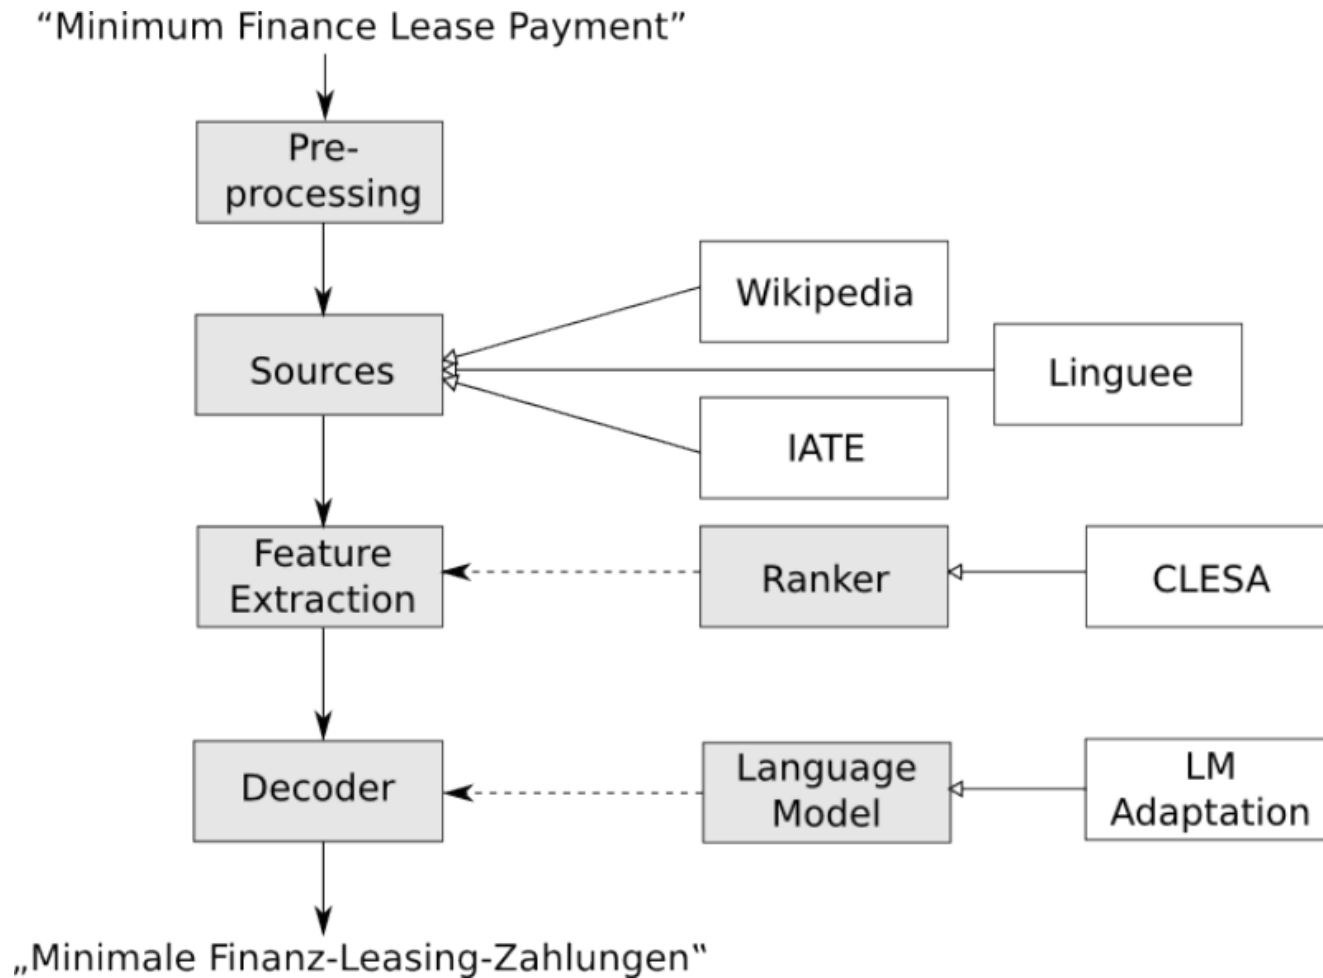 “Minimum Finance Lease Payment”
Pre-
processing
Wikipedia
Sources
Linguee
IATE
Feature
Extraction
Ranker
CLESA
Decoder
Language
Model
LM
Adaptation
„Minimale Finanz-Leasing-Zahlungen‟